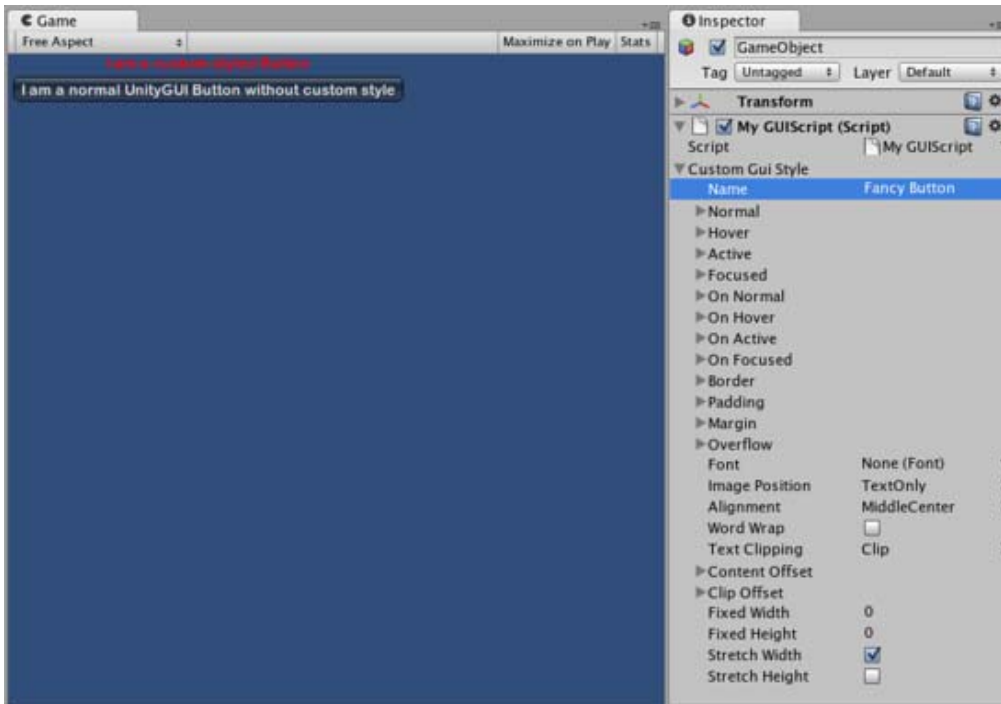 Game
Free Aspect
Maximize on Play Stats
I am a custom styled Button
I am a normal UnityGUI Button without custom style
Inspector
GameObject
Tag Untagged Layer Default
Transform
My GUIScript (Script)
Script My GUIScript
Custom Gui Style
Name Fancy Button
Normal
Hover
Active
Focused
On Normal
On Hover
On Active
On Focused
Border
Padding
Margin
Overflow
Font None (Font)
Image Position TextOnly
Alignment MiddleCenter
Word Wrap
Text Clipping Clip
Content Offset
Clip Offset
Fixed Width 0
Fixed Height 0
Stretch Width
Stretch Height